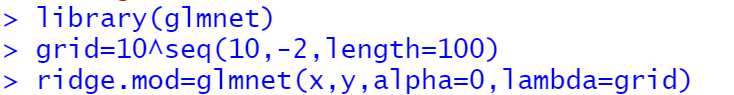 > library(glmnet)
> grid=10^seq(10,-2,length=100)
> ridge.mod=glmnet(x,y,alpha=0,lambda=grid)